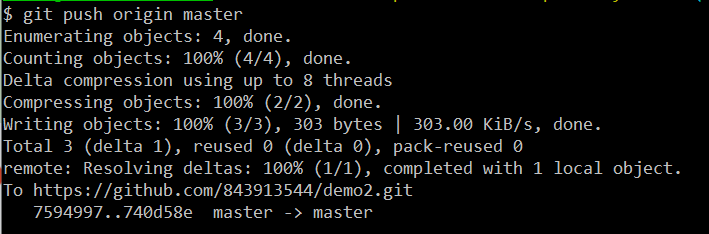 $ git push origin master
Enumerating objects: 4, done.
Counting objects: 100% (4/4), done.
Delta compression using up to 8 threads
Compressing objects: 100% (2/2), done.
Writing objects: 100% (3/3), 303 bytes | 303.00 KiB/s, done.
Total 3 (delta 1), reused 0 (delta 0), pack-reused 0
remote: Resolving deltas: 100% (1/1), completed with 1 local object.
To https://github.com/843913544/demo2.git
   7594997..740d58e  master -> master